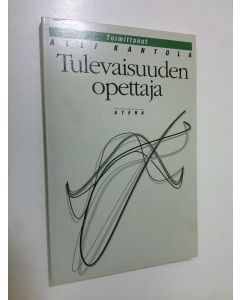 Toimittanut
ALLI KANTOLA
Tulevaisuuden
opettaja
ATENA